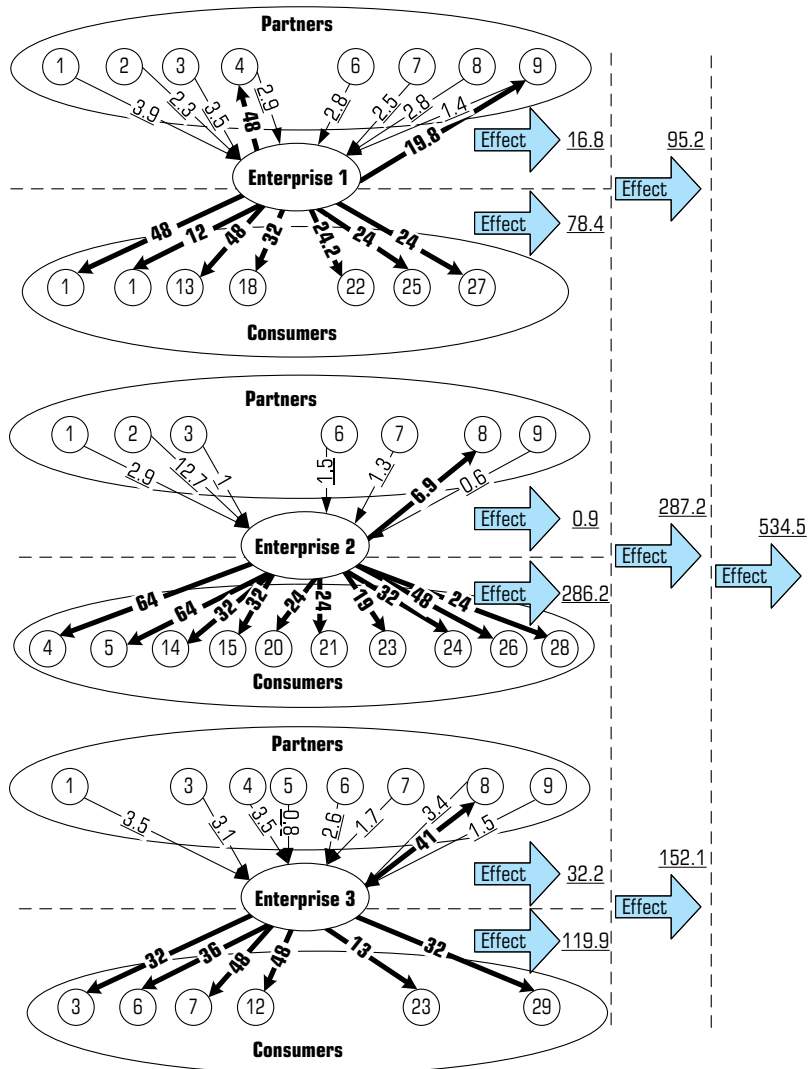 Partners
1 2 3 4 6 7 8 9
3.9 2.3 3.5 48 2.9 2.8 2.5 2.8 1.4 19.8
Effect 16.8 95.2
Enterprise 1
Effect
Effect 78.4
48 12 48 32 24.2 24 24
1 1 13 18 22 25 27
Consumers
Partners
1 2 3 6 7 8 9
2.9 12.7 1 1.5 1.3 6.9 0.6
Effect 0.9 287.2 534.5
Enterprise 2
Effect Effect
Effect 286.2
64 64 32 32 24 24 19 32 48 24
4 5 14 15 20 21 23 24 26 28
Consumers
Partners
1 3 4 5 6 7 8 9
3.5 3.1 3.5 0.8 2.6 1.7 3.4 41 1.5
Effect 32.2 152.1
Enterprise 3
Effect
Effect 119.9
32 36 48 48 13 32
3 6 7 12 23 29
Consumers